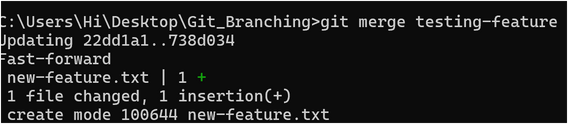 C:\Users\Hi\Desktop\Git_Branching>git merge testing-feature
Updating 22dd1a1..738d034
Fast-forward
new-feature.txt | 1 +
1 file changed, 1 insertion(+)
create mode 100644 new-feature.txt